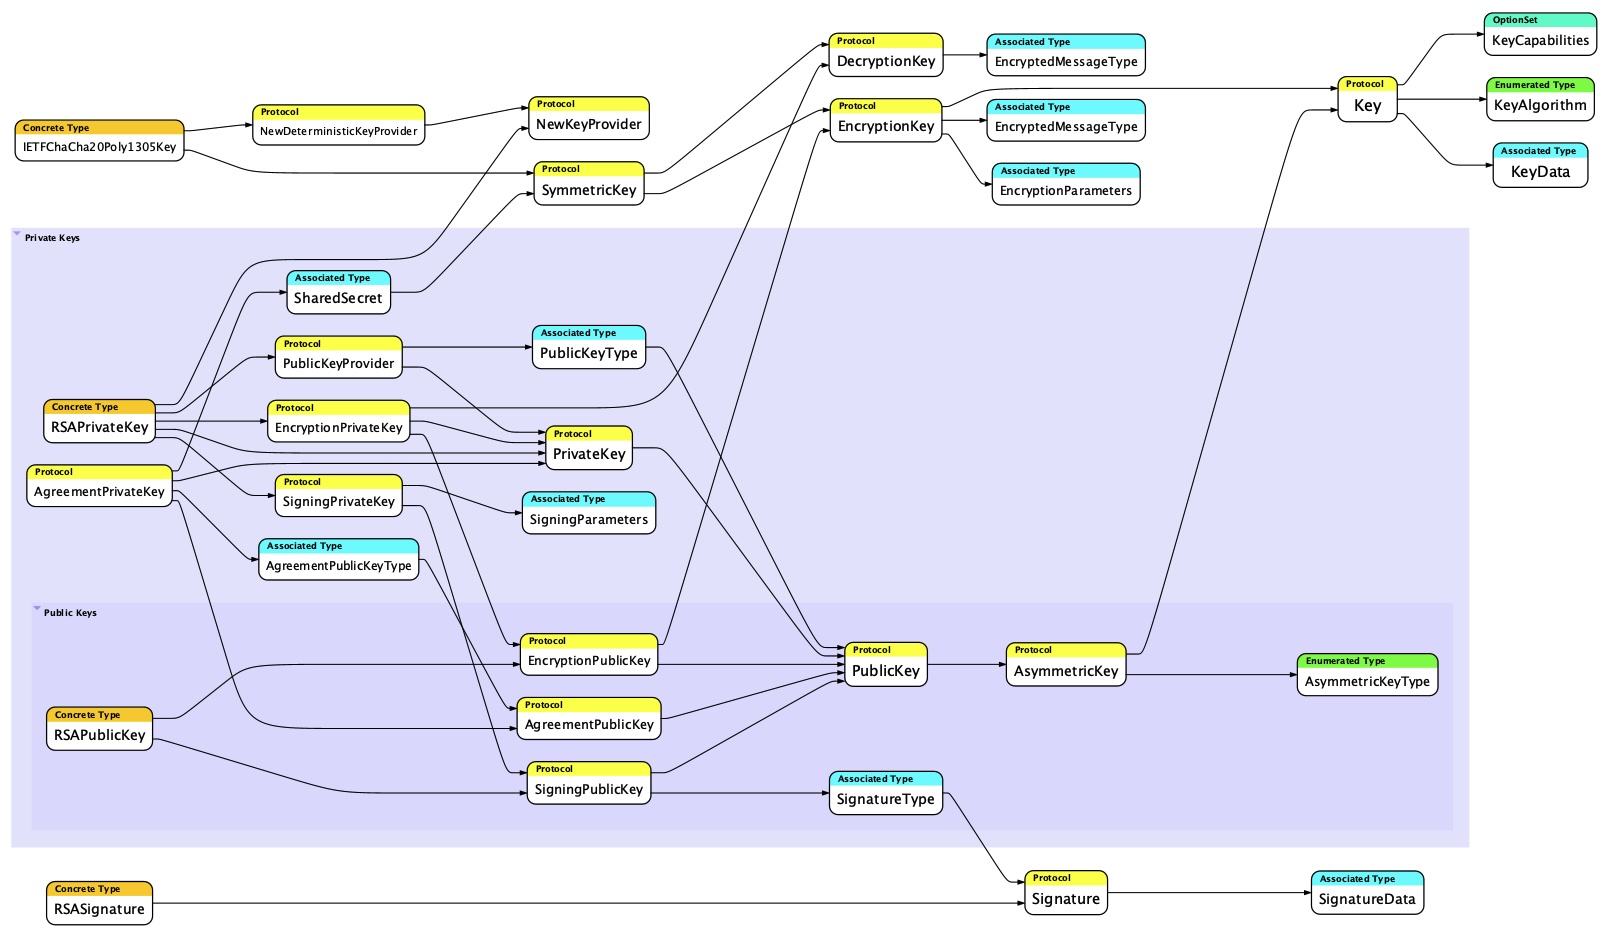 OptionSet
KeyCapabilities
Protocol
DecryptionKey
Associated Type
EncryptedMessageType
Protocol
Key
Enumerated Type
KeyAlgorithm
Concrete Type
IETFChaCha20Poly1305Key
Protocol
NewDeterministicKeyProvider
Protocol
NewKeyProvider
Protocol
EncryptionKey
Associated Type
EncryptedMessageType
Associated Type
KeyData
Protocol
SymmetricKey
Associated Type
EncryptionParameters
Private Keys
Associated Type
SharedSecret
Protocol
PublicKeyProvider
Associated Type
PublicKeyType
Concrete Type
RSAPrivateKey
Protocol
EncryptionPrivateKey
Protocol
PrivateKey
Protocol
AgreementPrivateKey
Protocol
SigningPrivateKey
Associated Type
SigningParameters
Associated Type
AgreementPublicKeyType
Public Keys
Protocol
EncryptionPublicKey
Protocol
PublicKey
Protocol
AsymmetricKey
Enumerated Type
AsymmetricKeyType
Concrete Type
RSAPublicKey
Protocol
AgreementPublicKey
Protocol
SigningPublicKey
Associated Type
SignatureType
Concrete Type
RSASignature
Protocol
Signature
Associated Type
SignatureData